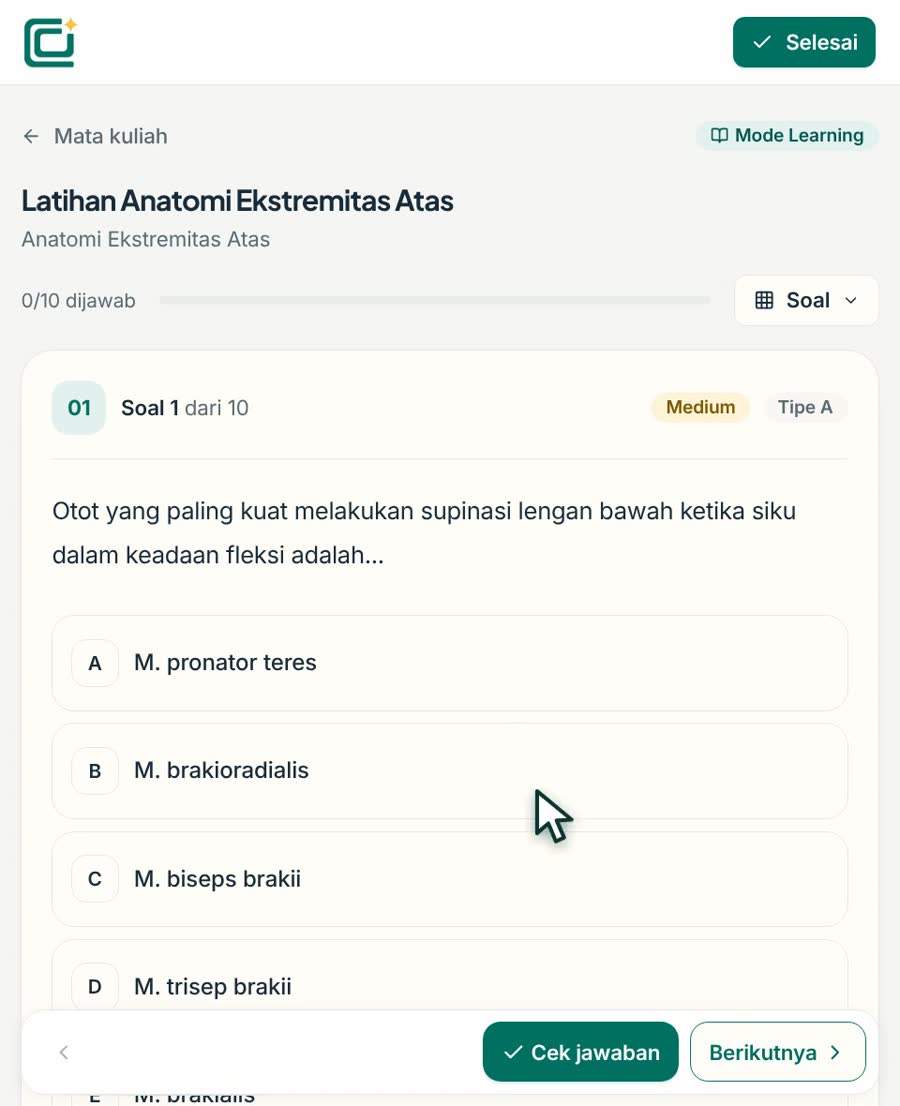 Selesai
Mata kuliah
Mode Learning
Latihan Anatomi Ekstremitas Atas
Anatomi Ekstremitas Atas
0/10 dijawab
Soal
01
Soal 1 dari 10
Medium
Tipe A
Otot yang paling kuat melakukan supinasi lengan bawah ketika siku
dalam keadaan fleksi adalah...
A M. pronator teres
B M. brakioradialis
C M. biseps brakii
D M. trisep brakii
Cek jawaban
Berikutnya
E M. brakialis